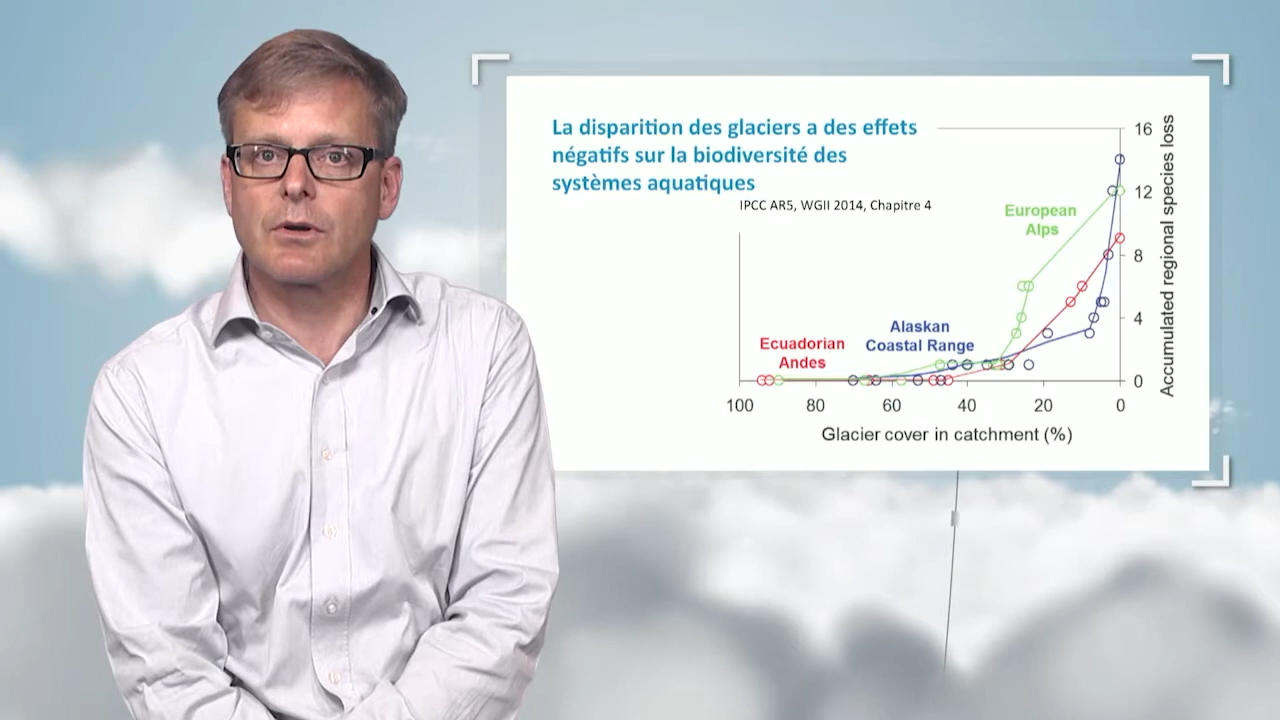 La disparition des glaciers a des effets
négatifs sur la biodiversité des
systèmes aquatiques
IPCC AR5, WGII 2014, Chapitre 4
European
Alps
Alaskan
Coastal Range
Ecuadorian
Andes
16
12
8
4
0
Accumulated regional species loss
100 80 60 40 20 0
Glacier cover in catchment (%)